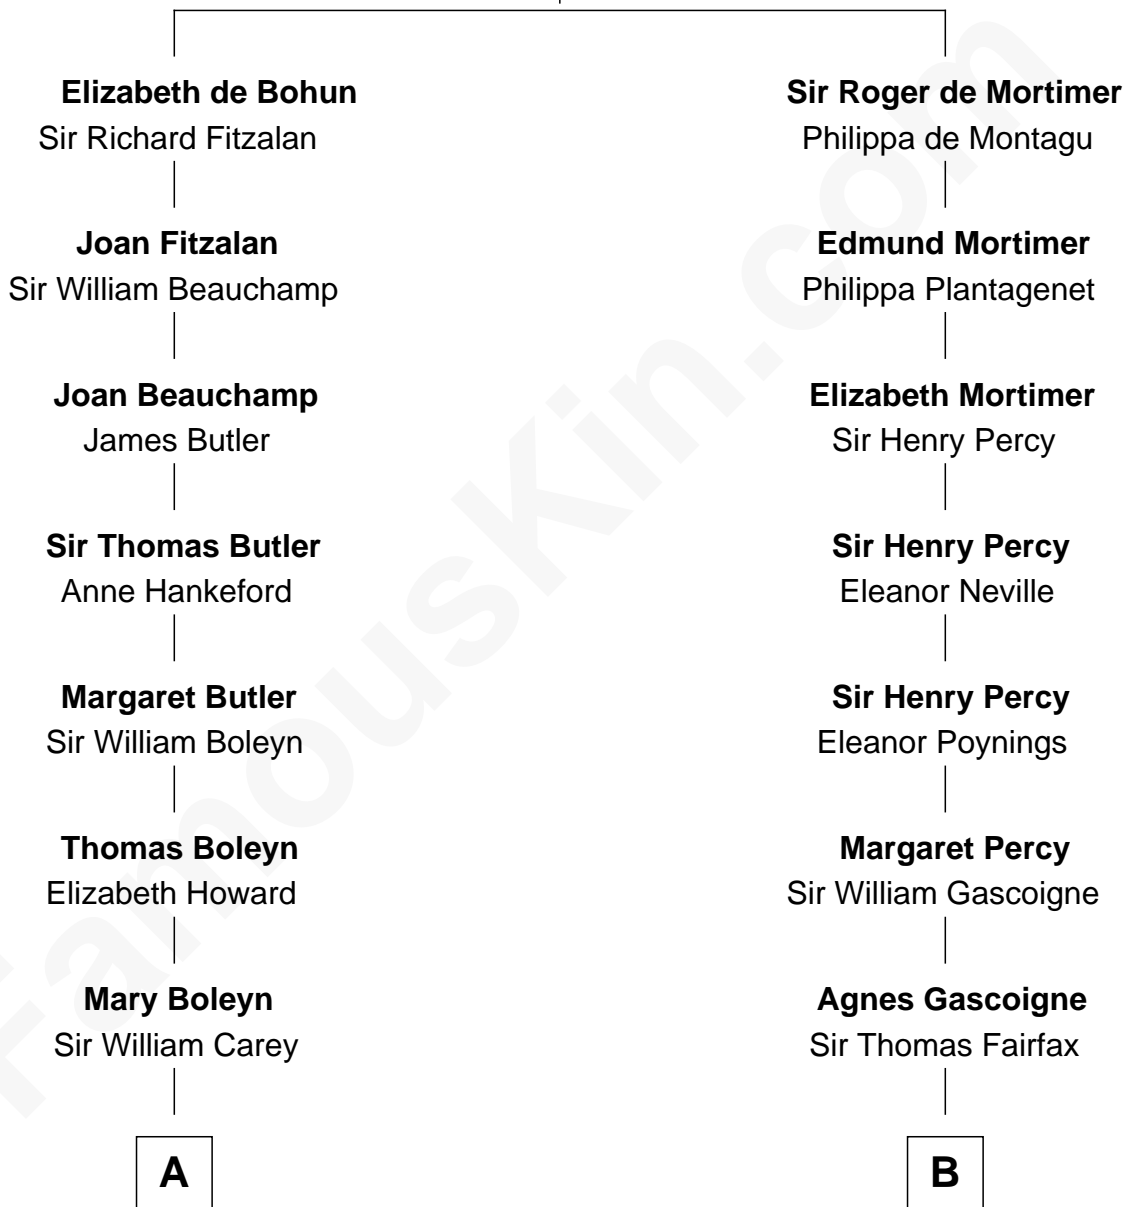 Elizabeth de Bohun
Sir Richard Fitzalan
Joan Fitzalan
Sir William Beauchamp
Joan Beauchamp
James Butler
Sir Thomas Butler
Anne Hankeford
Margaret Butler
Sir William Boleyn
Thomas Boleyn
Elizabeth Howard
Mary Boleyn
Sir William Carey
A
Sir Roger de Mortimer
Philippa de Montagu
Edmund Mortimer
Philippa Plantagenet
Elizabeth Mortimer
Sir Henry Percy
Sir Henry Percy
Eleanor Neville
Sir Henry Percy
Eleanor Poynings
Margaret Percy
Sir William Gascoigne
Agnes Gascoigne
Sir Thomas Fairfax
B
FamousKin.com